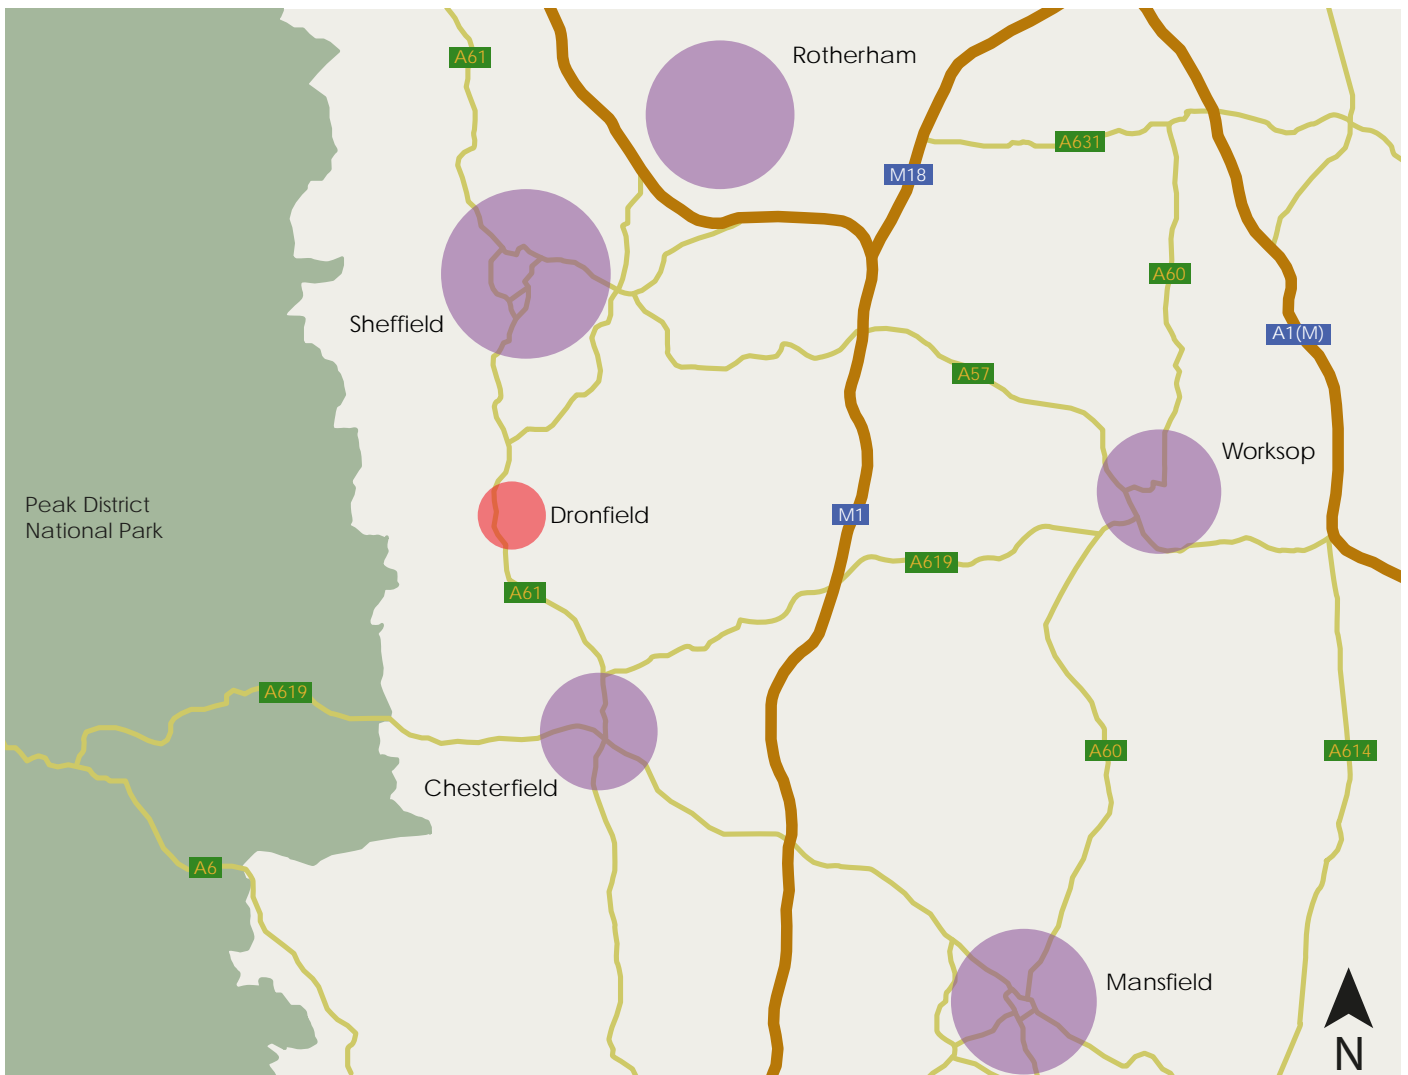 Rotherham
A61
A631
M18
A60
Sheffield
A1(M)
A57
Worksop
Peak District
National Park
Dronfield
M1
A619
A61
A619
A60
A614
Chesterfield
A6
Mansfield
N